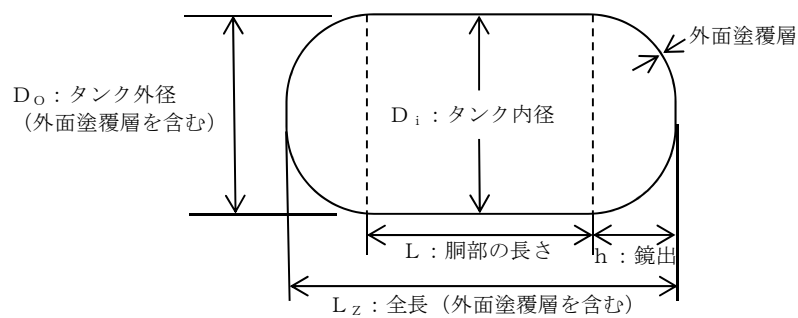 外面塗覆層
Dₒ：タンク外径
（外面塗覆層を含む）
Dᵢ：タンク内径
L：胴部の長さ
h：鏡出
L_Z：全長（外面塗覆層を含む）